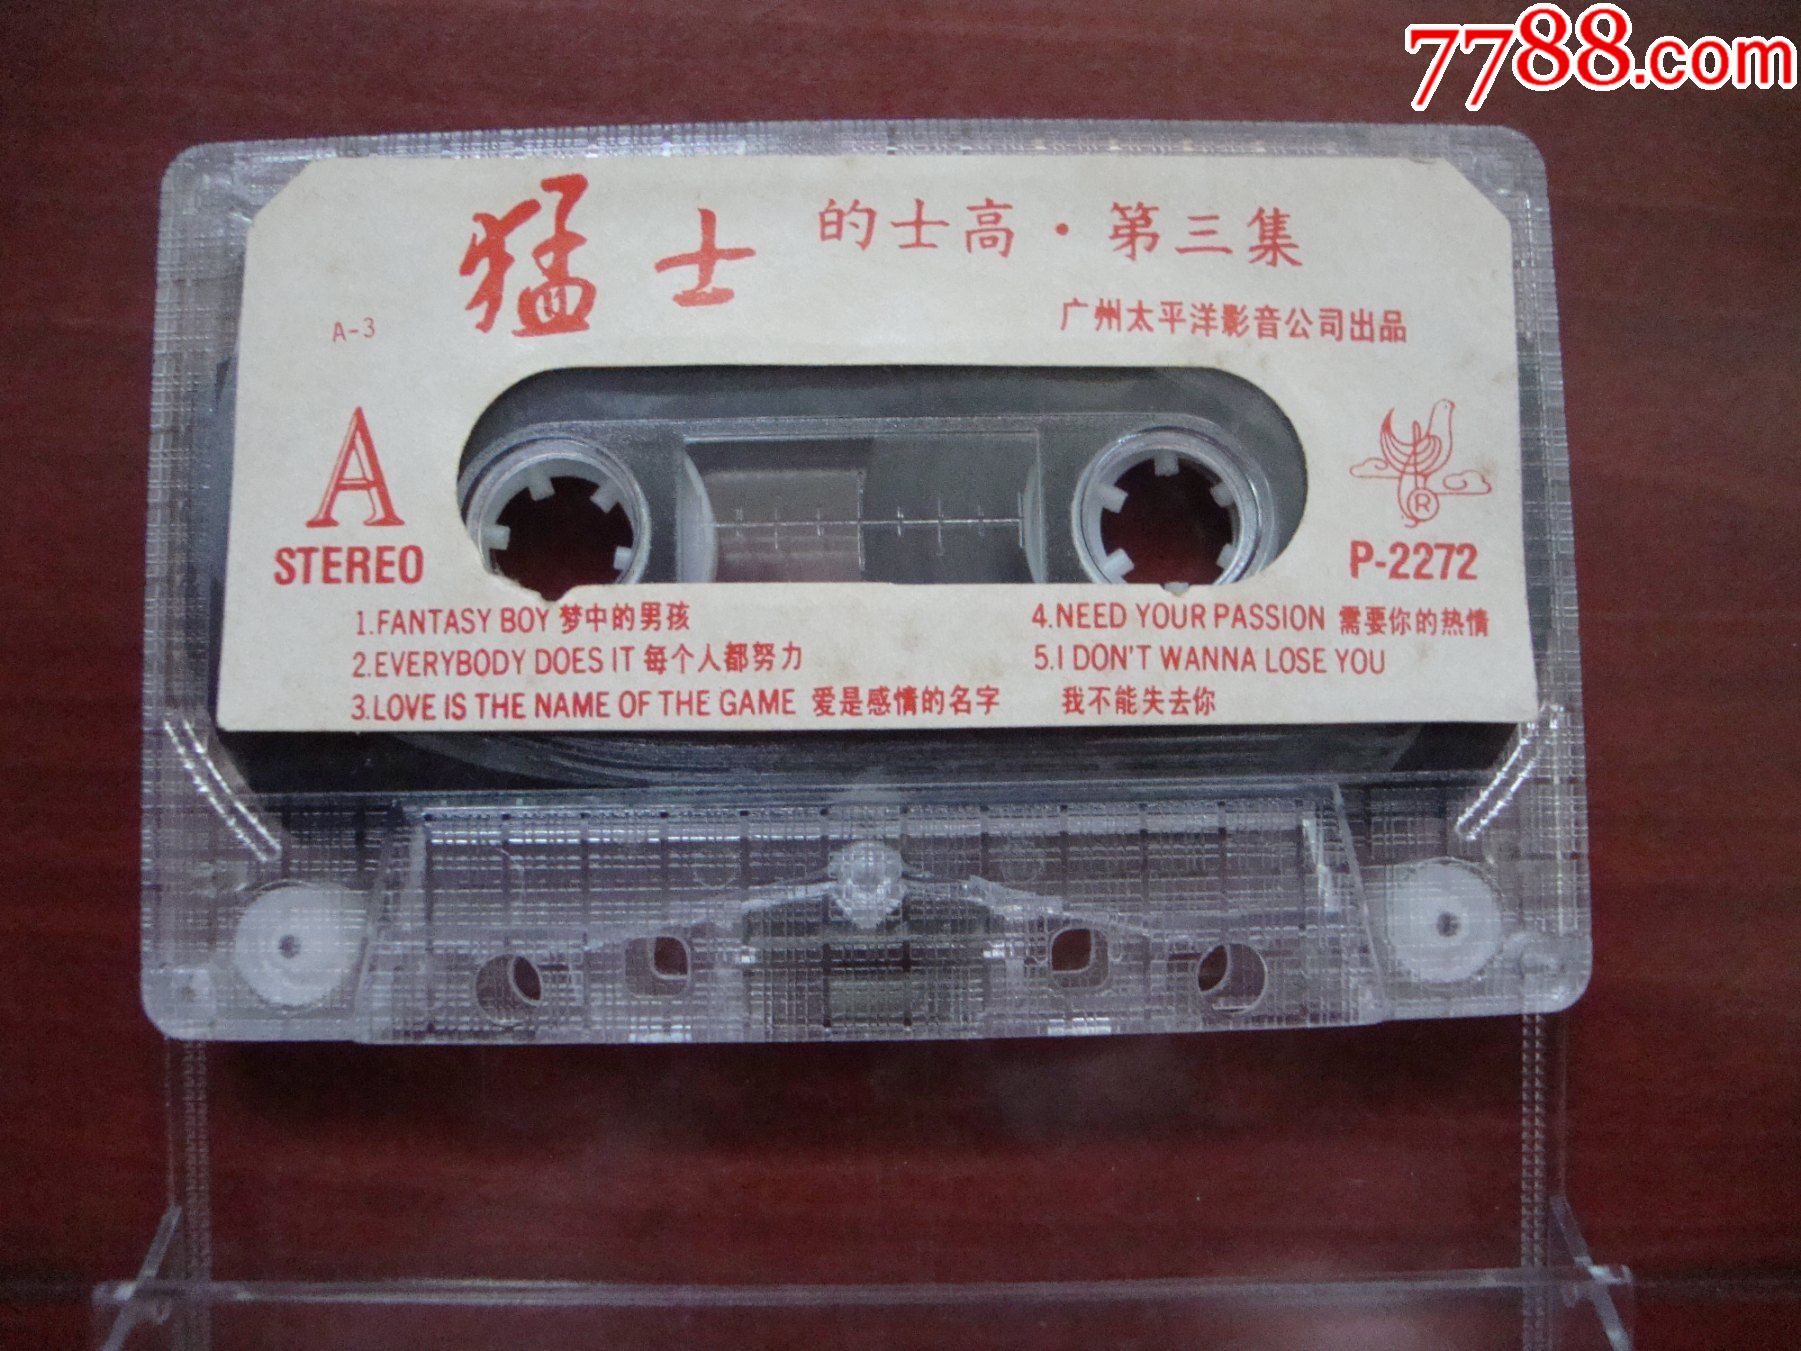 7788.com
猛士 的士高·第三集
广州太平洋影音公司出品
A-3
A
STEREO
R
P-2272
1.FANTASY BOY 梦中的男孩
2.EVERYBODY DOES IT 每个人都努力
3.LOVE IS THE NAME OF THE GAME 爱是感情的名字
4.NEED YOUR PASSION 需要你的热情
5.I DON'T WANNA LOSE YOU
我不能失去你